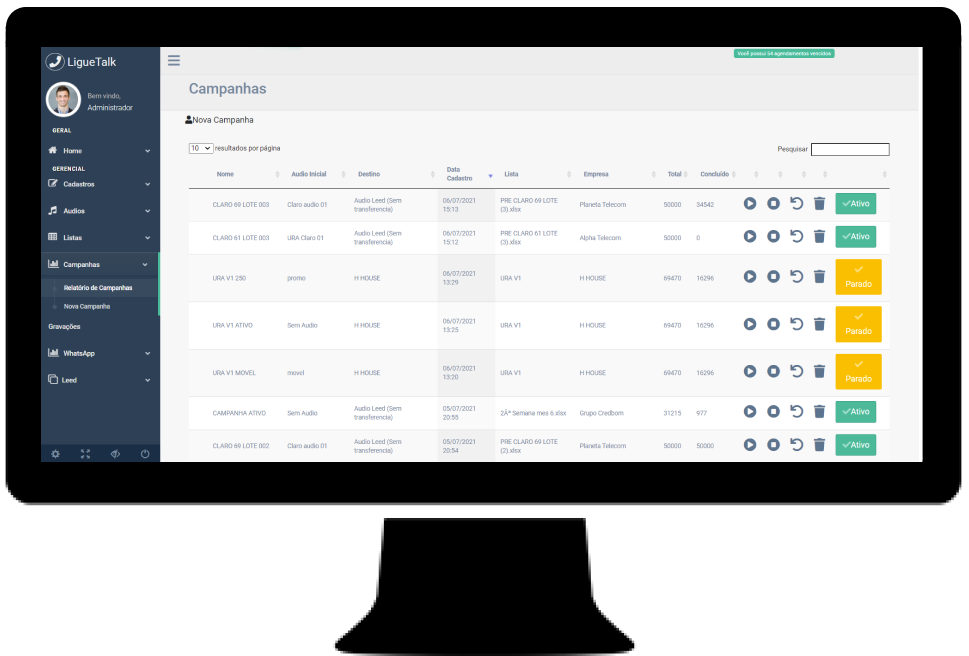 LigueTalk
Bem vindo,
Administrador
GERAL
Home
GERENCIAL
Cadastros
Audios
Listas
Campanhas
Relatório de Campanhas
Nova Campanha
Gravações
WhatsApp
Leed
Você possui 54 agendamentos vencidos
Campanhas
Nova Campanha
10 resultados por página
Pesquisar
Nome Audio Inicial Destino Data Cadastro Lista Empresa Total Concluído
CLARO 69 LOTE 003 Claro audio 01 Audio Leed (Sem transferencia) 06/07/2021 15:13 PRE CLARO 69 LOTE (3).xlsx Planeta Telecom 50000 34542 Ativo
CLARO 61 LOTE 003 URA Claro 01 Audio Leed (Sem transferencia) 06/07/2021 15:12 PRE CLARO 61 LOTE (3).xlsx Alpha Telecom 50000 0 Ativo
URA V1 250 promo H HOUSE 06/07/2021 13:29 URA V1 H HOUSE 69470 16296 Parado
URA V1 ATIVO Sem Audio H HOUSE 06/07/2021 13:25 URA V1 H HOUSE 69470 16296 Parado
URA V1 MOVEL movel H HOUSE 06/07/2021 13:20 URA V1 H HOUSE 69470 16296 Parado
CAMPANHA ATIVO Sem Audio Audio Leed (Sem transferencia) 05/07/2021 20:55 2Âª Semana mes 6.xlsx Grupo Credbom 31215 977 Ativo
CLARO 69 LOTE 002 Claro audio 01 Audio Leed (Sem transferencia) 05/07/2021 20:54 PRE CLARO 69 LOTE (2).xlsx Planeta Telecom 50000 50000 Ativo